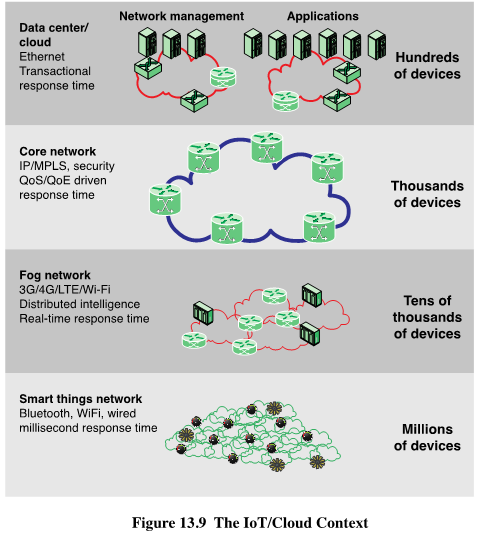 Network management
Applications
Data center/
cloud
Ethernet
Transactional
response time
Hundreds
of devices
Core network
IP/MPLS, security
QoS/QoE driven
response time
Thousands
of devices
Fog network
3G/4G/LTE/Wi-Fi
Distributed intelligence
Real-time response time
Tens of
thousands
of devices
Smart things network
Bluetooth, WiFi, wired
millisecond response time
Millions
of devices
Figure 13.9 The IoT/Cloud Context